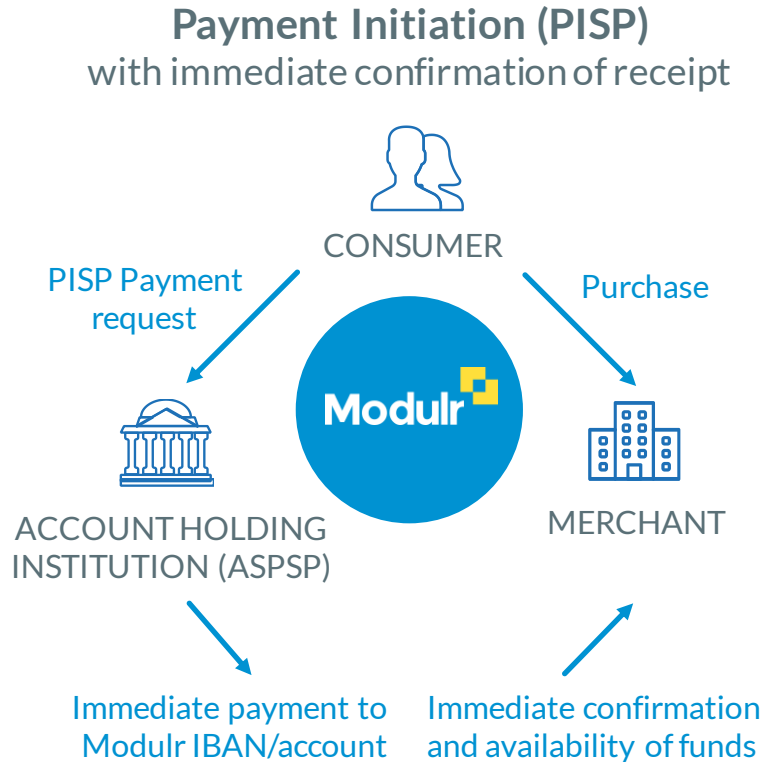 Payment Initiation (PISP)
with immediate confirmation of receipt
CONSUMER
PISP Payment
request
Purchase
Modulr
ACCOUNT HOLDING
INSTITUTION (ASPSP)
MERCHANT
Immediate payment to
Modulr IBAN/account
Immediate confirmation
and availability of funds